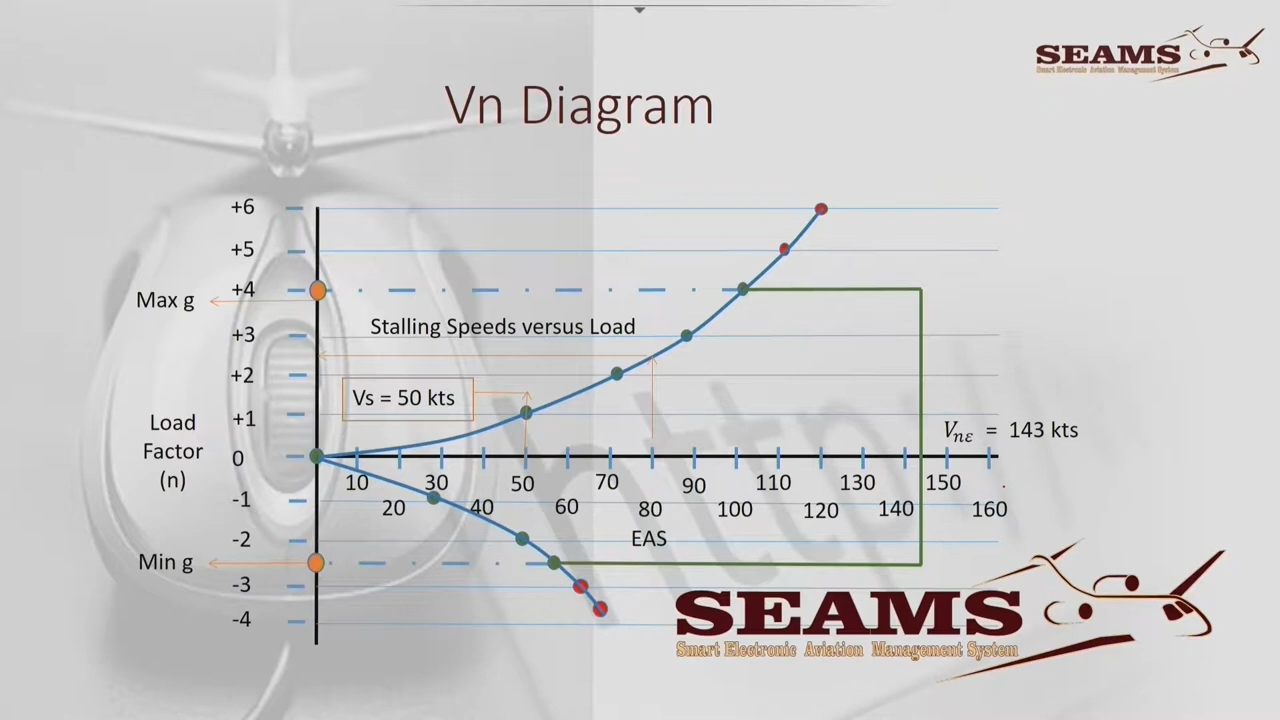 SEAMS
Smart Electronic Aviation Management System
Vn Diagram
+6
+5
+4
Max g
+3
Stalling Speeds versus Load
+2
Vs = 50 kts
+1
Load
Factor
(n)
0
Vnε = 143 kts
10 30 50 70 90 110 130 150
20 40 60 80 100 120 140 160
EAS
-1
-2
Min g
-3
-4
http://
SEAMS
Smart Electronic Aviation Management System